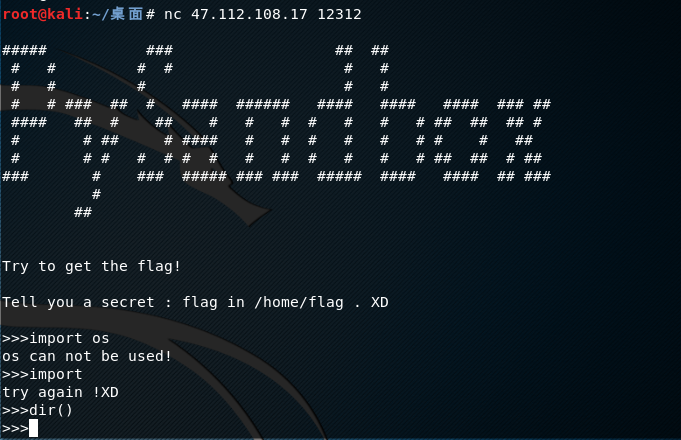 root@kali:~/桌面# nc 47.112.108.17 12312
#####           ###                  ##  ##
 #   #         #  #                   #   #
 #   #         #                      #   #
 #   # ###  ##  #   ####  ######   ####   ####   ####  ### ##
 ####   ##  #    ##    #   #   #  #   #   #   # ##  ##  ## #
 #       # ##     # ####   #   #  #   #   #   # #    #   ##
 #       # #   #  # #  #   #   #  #   #   #   # ##  ##  # ##
###       #    ###  ##### ### ###  #####  ####   ####  ## ###
          #
        ##
Try to get the flag!
Tell you a secret : flag in /home/flag . XD
>>>import os
os can not be used!
>>>import
try again !XD
>>>dir()
>>>